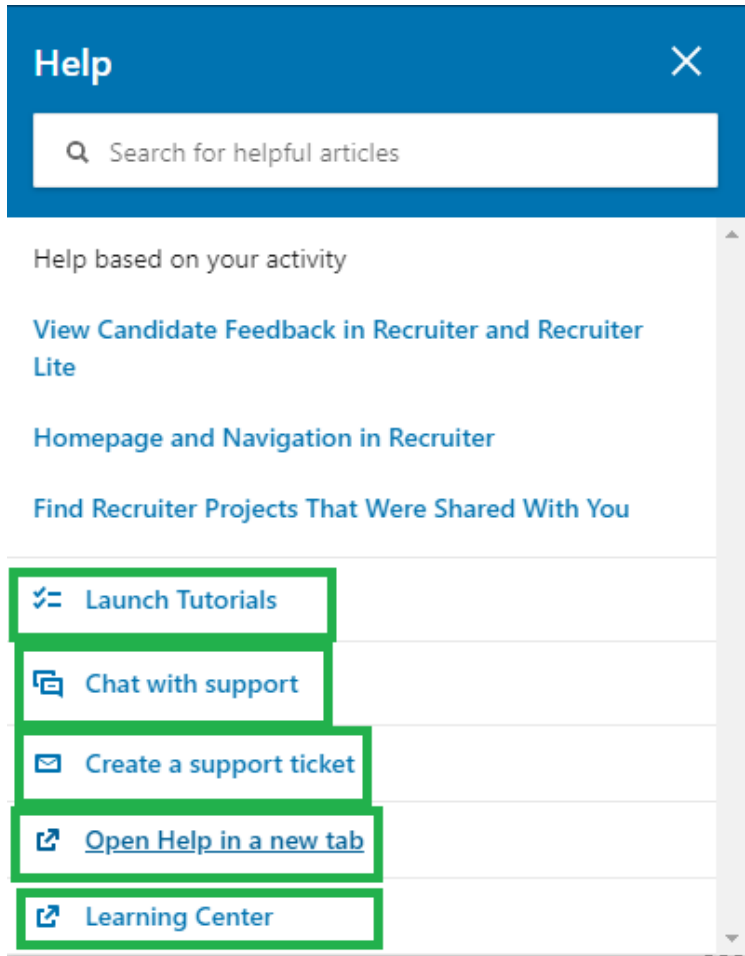 Help
Search for helpful articles
Help based on your activity
View Candidate Feedback in Recruiter and Recruiter
Lite
Homepage and Navigation in Recruiter
Find Recruiter Projects That Were Shared With You
Launch Tutorials
Chat with support
Create a support ticket
Open Help in a new tab
Learning Center